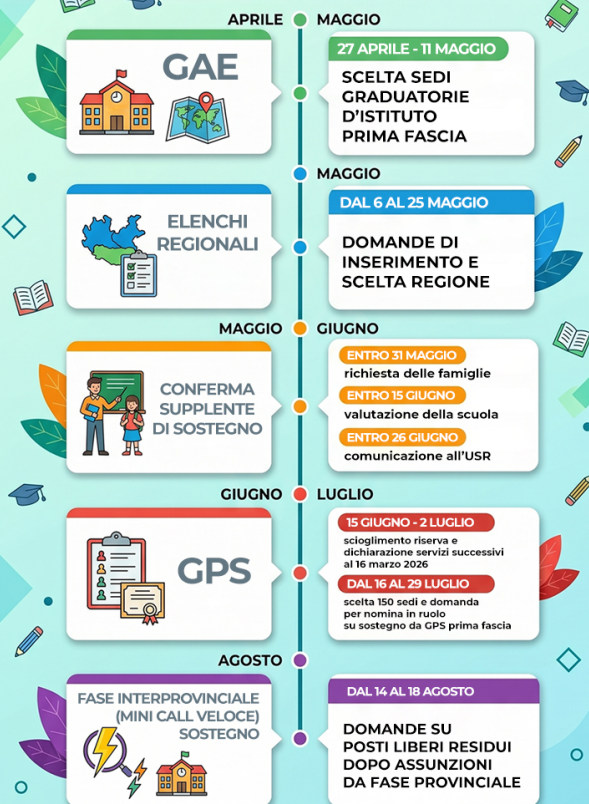 APRILE MAGGIO
GAE
27 APRILE - 11 MAGGIO
SCELTA SEDI
GRADUATORIE
D'ISTITUTO
PRIMA FASCIA
MAGGIO
ELENCHI
REGIONALI
DAL 6 AL 25 MAGGIO
DOMANDE DI
INSERIMENTO E
SCELTA REGIONE
MAGGIO GIUGNO
CONFERMA
SUPPLENTE
DI SOSTEGNO
ENTRO 31 MAGGIO
richiesta delle famiglie
ENTRO 15 GIUGNO
valutazione della scuola
ENTRO 26 GIUGNO
comunicazione all'USR
GIUGNO LUGLIO
GPS
15 GIUGNO - 2 LUGLIO
scioglimento riserva e
dichiarazione servizi successivi
al 16 marzo 2026
DAL 16 AL 29 LUGLIO
scelta 150 sedi e domanda
per nomina in ruolo
su sostegno da GPS prima fascia
AGOSTO
FASE INTERPROVINCIALE
(MINI CALL VELOCE)
SOSTEGNO
DAL 14 AL 18 AGOSTO
DOMANDE SU
POSTI LIBERI RESIDUI
DOPO ASSUNZIONI
DA FASE PROVINCIALE